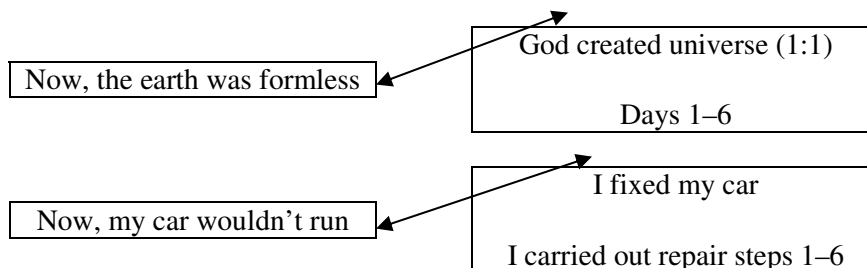 God created universe (1:1)
Now, the earth was formless
Days 1–6
I fixed my car
Now, my car wouldn’t run
I carried out repair steps 1–6